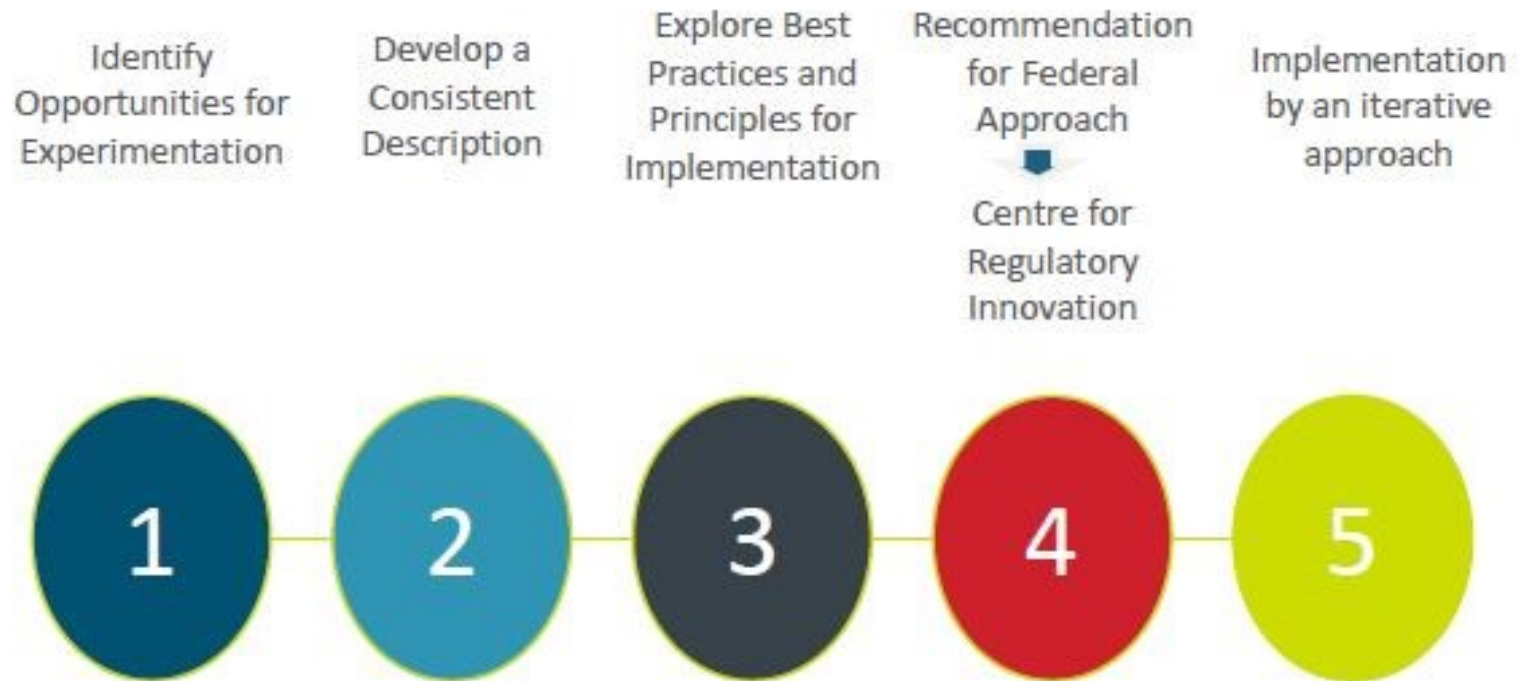 Identify
Opportunities for
Experimentation
Develop a
Consistent
Description
Explore Best
Practices and
Principles for
Implementation
Recommendation
for Federal
Approach
Centre for
Regulatory
Innovation
Implementation
by an iterative
approach
1
2
3
4
5